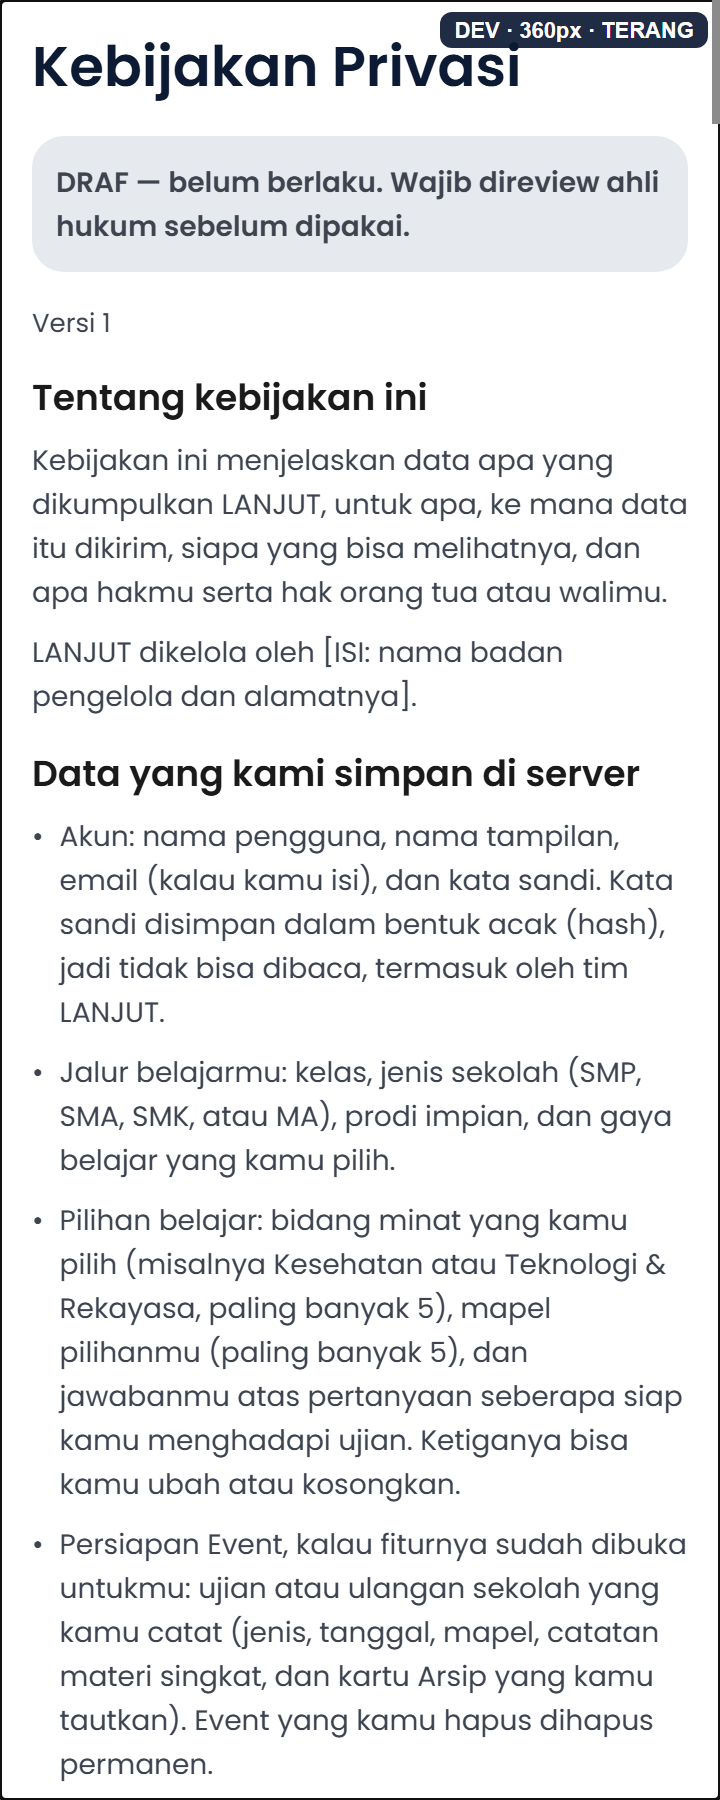 DEV · 360px · TERANG
Kebijakan Privasi
DRAF — belum berlaku. Wajib direview ahli
hukum sebelum dipakai.
Versi 1
Tentang kebijakan ini
Kebijakan ini menjelaskan data apa yang
dikumpulkan LANJUT, untuk apa, ke mana data
itu dikirim, siapa yang bisa melihatnya, dan
apa hakmu serta hak orang tua atau walimu.
LANJUT dikelola oleh [ISI: nama badan
pengelola dan alamatnya].
Data yang kami simpan di server
• Akun: nama pengguna, nama tampilan,
email (kalau kamu isi), dan kata sandi. Kata
sandi disimpan dalam bentuk acak (hash),
jadi tidak bisa dibaca, termasuk oleh tim
LANJUT.
• Jalur belajarmu: kelas, jenis sekolah (SMP,
SMA, SMK, atau MA), prodi impian, dan gaya
belajar yang kamu pilih.
• Pilihan belajar: bidang minat yang kamu
pilih (misalnya Kesehatan atau Teknologi &
Rekayasa, paling banyak 5), mapel
pilihanmu (paling banyak 5), dan
jawabanmu atas pertanyaan seberapa siap
kamu menghadapi ujian. Ketiganya bisa
kamu ubah atau kosongkan.
• Persiapan Event, kalau fiturnya sudah dibuka
untukmu: ujian atau ulangan sekolah yang
kamu catat (jenis, tanggal, mapel, catatan
materi singkat, dan kartu Arsip yang kamu
tautkan). Event yang kamu hapus dihapus
permanen.